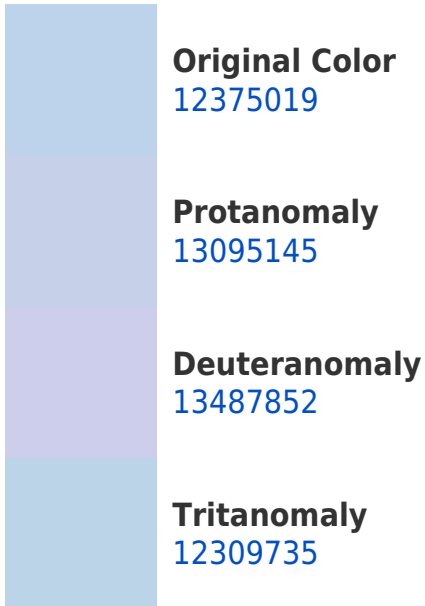 Original Color
12375019
Protanomaly
13095145
Deuteranomaly
13487852
Tritanomaly
12309735